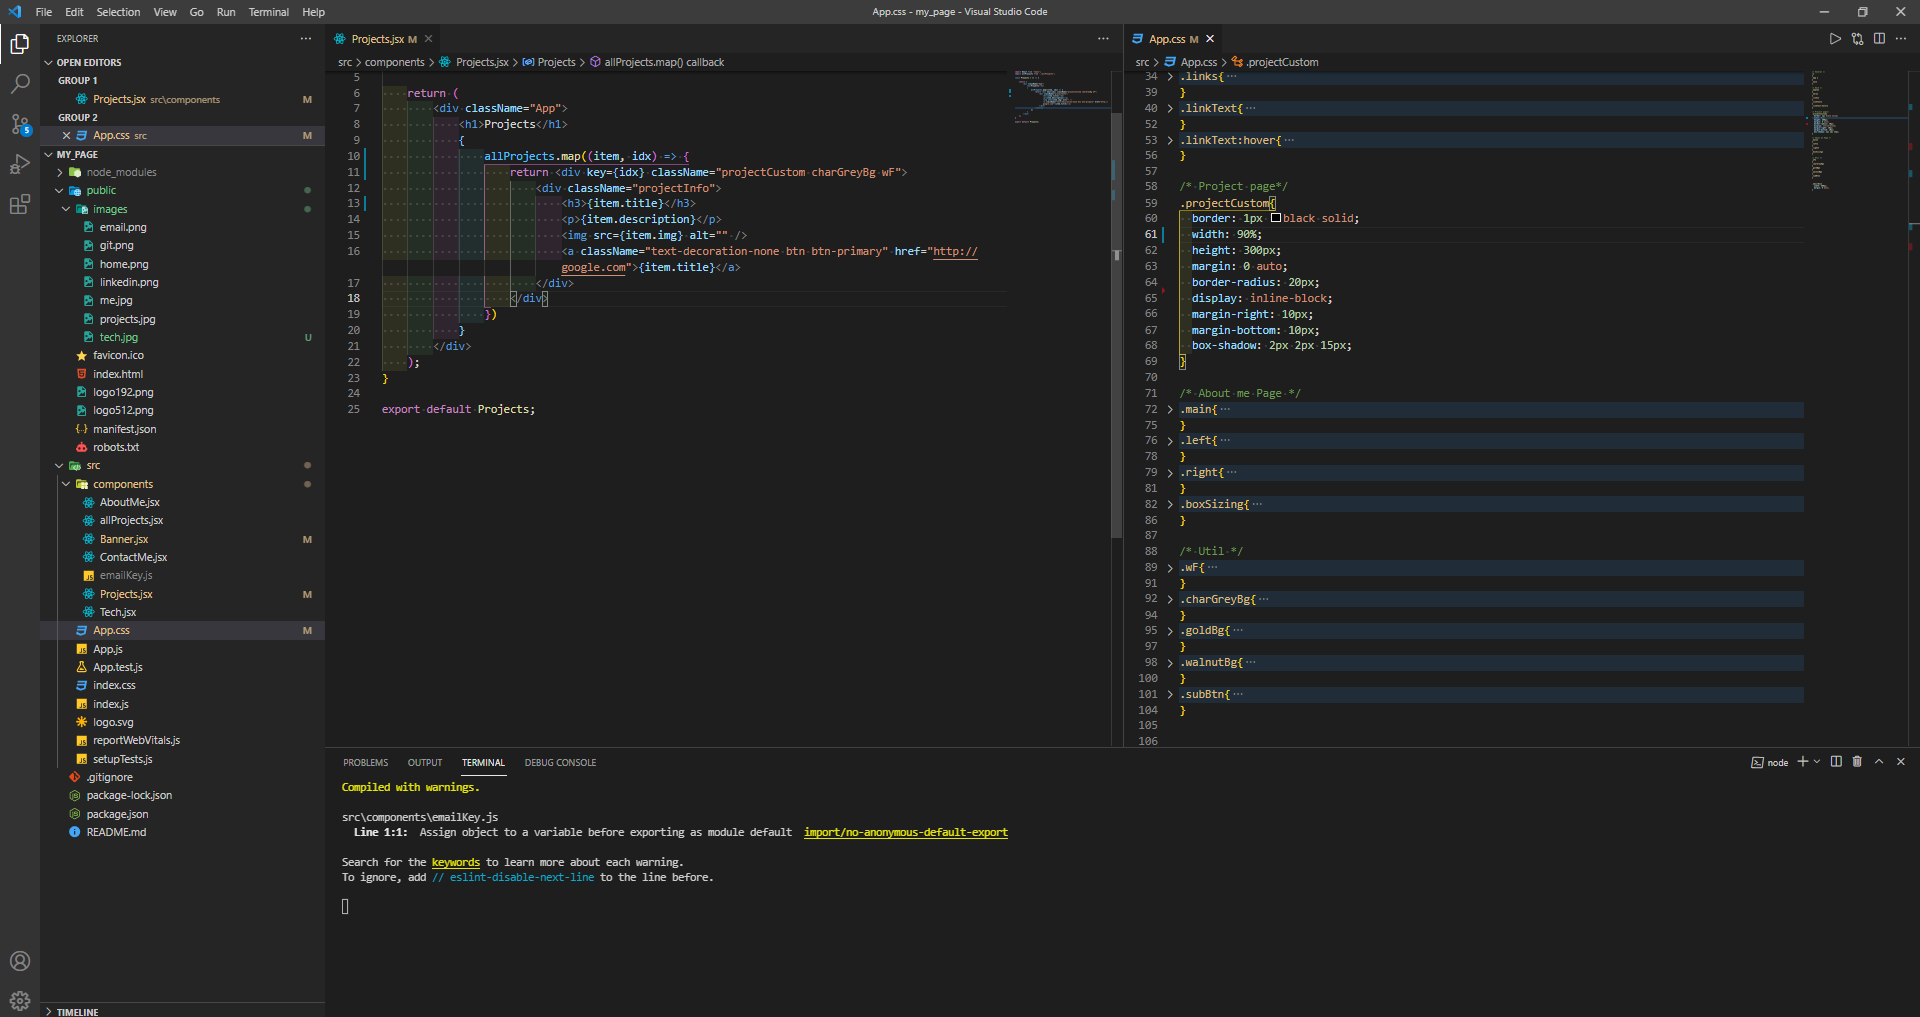 File Edit Selection View Go Run Terminal Help
App.css - my_page - Visual Studio Code
EXPLORER
OPEN EDITORS
GROUP 1
Projects.jsx src\components M
GROUP 2
App.css src M
MY_PAGE
node_modules
public
images
email.png
git.png
home.png
linkedin.png
me.jpg
projects.jpg
tech.jpg U
favicon.ico
index.html
logo192.png
logo512.png
manifest.json
robots.txt
src
components
AboutMe.jsx
allProjects.jsx
Banner.jsx M
ContactMe.jsx
emailKey.js
Projects.jsx M
Tech.jsx
App.css M
App.js
App.test.js
index.css
index.js
logo.svg
reportWebVitals.js
setupTests.js
.gitignore
package-lock.json
package.json
README.md
TIMELINE
5
Projects.jsx M
src > components > Projects.jsx > Projects > allProjects.map() callback
5
6 return (
7 <div className="App">
8 <h1>Projects</h1>
9 {
10 allProjects.map((item, idx) => {
11 return <div key={idx} className="projectCustom charGreyBg wF">
12 <div className="projectInfo">
13 <h3>{item.title}</h3>
14 <p>{item.description}</p>
15 <img src={item.img} alt="" />
16 <a className="text-decoration-none btn btn-primary" href="http://
google.com">{item.title}</a>
17 </div>
18 </div>
19 })
20 }
21 </div>
22 );
23 }
24
25 export default Projects;
App.css M
src > App.css > .projectCustom
34 .links{
39 }
40 .linkText{
52 }
53 .linkText:hover{
56 }
57
58 /* Project page*/
59 .projectCustom{
60 border: 1px black solid;
61 width: 90%;
62 height: 300px;
63 margin: 0 auto;
64 border-radius: 20px;
65 display: inline-block;
66 margin-right: 10px;
67 margin-bottom: 10px;
68 box-shadow: 2px 2px 15px;
69 }
70
71 /* About me Page */
72 .main{
75 }
76 .left{
78 }
79 .right{
81 }
82 .boxSizing{
86 }
87
88 /* Util */
89 .wF{
91 }
92 .charGreyBg{
94 }
95 .goldBg{
97 }
98 .walnutBg{
100 }
101 .subBtn{
104 }
105
106
PROBLEMS OUTPUT TERMINAL DEBUG CONSOLE
node
Compiled with warnings.
src\components\emailKey.js
Line 1:1: Assign object to a variable before exporting as module default import/no-anonymous-default-export
Search for the keywords to learn more about each warning.
To ignore, add // eslint-disable-next-line to the line before.